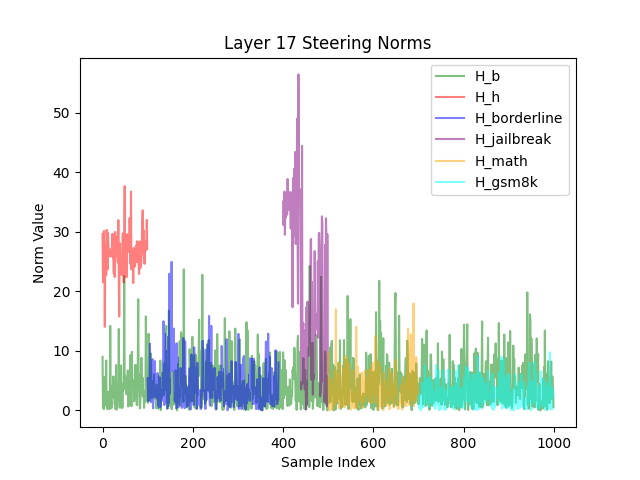 Layer 17 Steering Norms
H_b
H_h
H_borderline
H_jailbreak
H_math
H_gsm8k
Norm Value
50
40
30
20
10
0
0 200 400 600 800 1000
Sample Index